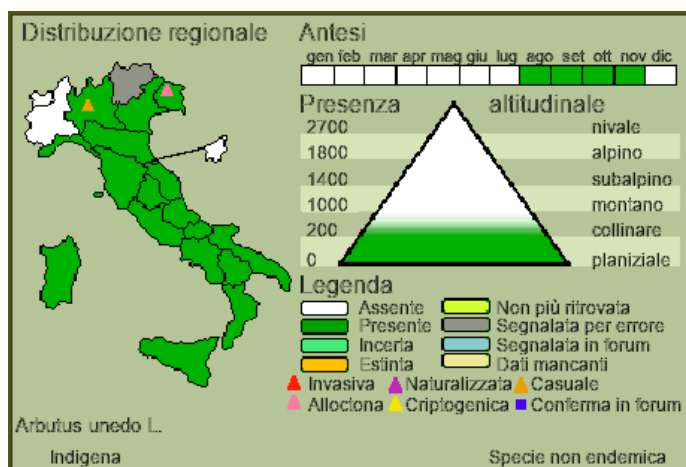 Distribuzione regionale
Antesi
gen feb mar apr mag giu lug ago set ott nov dic
Presenza altitudinale
2700 nivale
1800 alpino
1400 subalpino
1000 montano
200 collinare
0 planiziale
Legenda
Assente Non più ritrovata
Presente Segnalata per errore
Incerta Segnalata in forum
Estinta Dati mancanti
Invasiva Naturalizzata Casuale
Alloctona Criptogenica Conferma in forum
Arbutus unedo L.
Indigena Specie non endemica